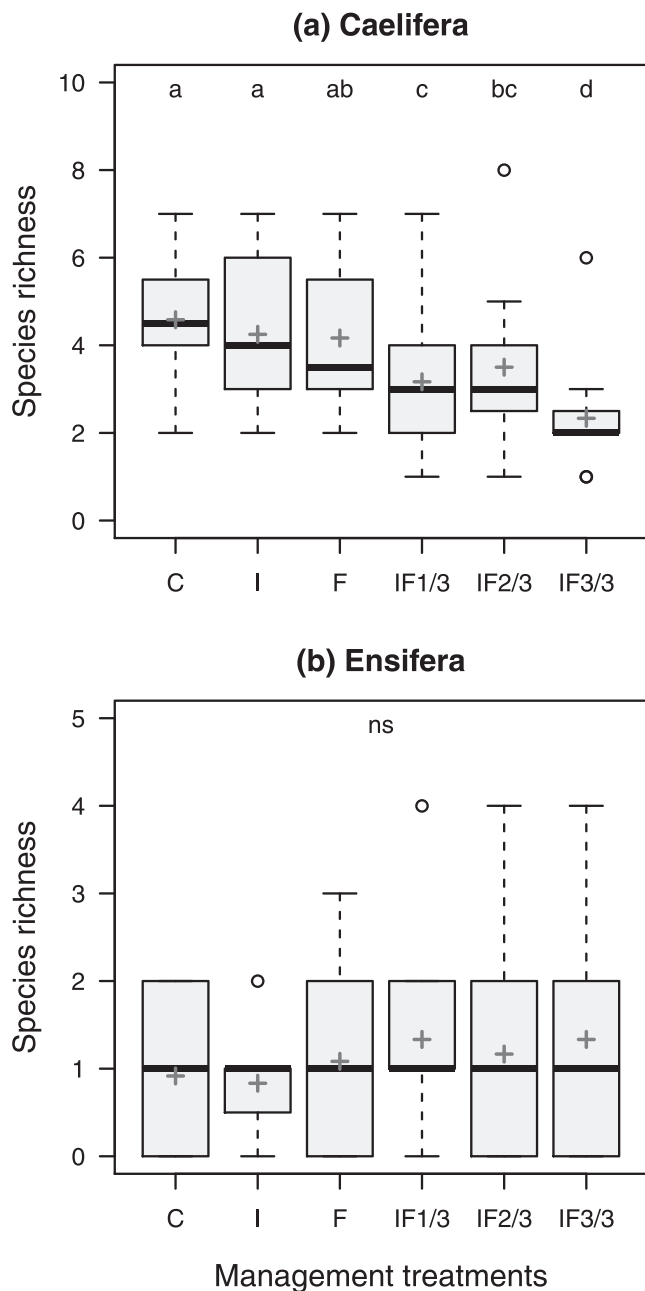 (a) Caelifera
a a ab c bc d
10
8
6
4
2
0
Species richness
C I F IF1/3 IF2/3 IF3/3
(b) Ensifera
ns
5
4
3
2
1
0
Species richness
C I F IF1/3 IF2/3 IF3/3
Management treatments